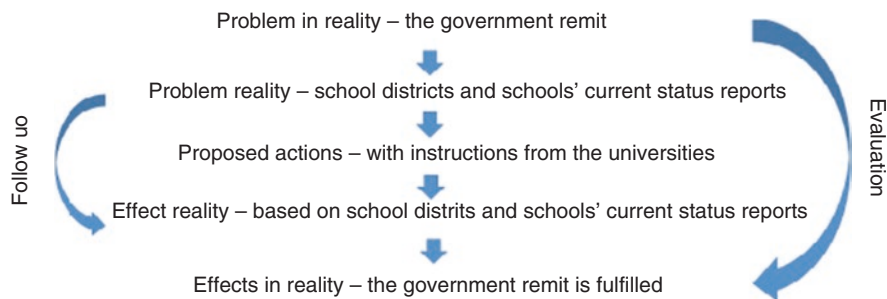 Problem in reality – the government remit
Problem reality – school districts and schools' current status reports
Proposed actions – with instructions from the universities
Effect reality – based on school distrits and schools' current status reports
Effects in reality – the government remit is fulfilled
Follow uo
Evaluation